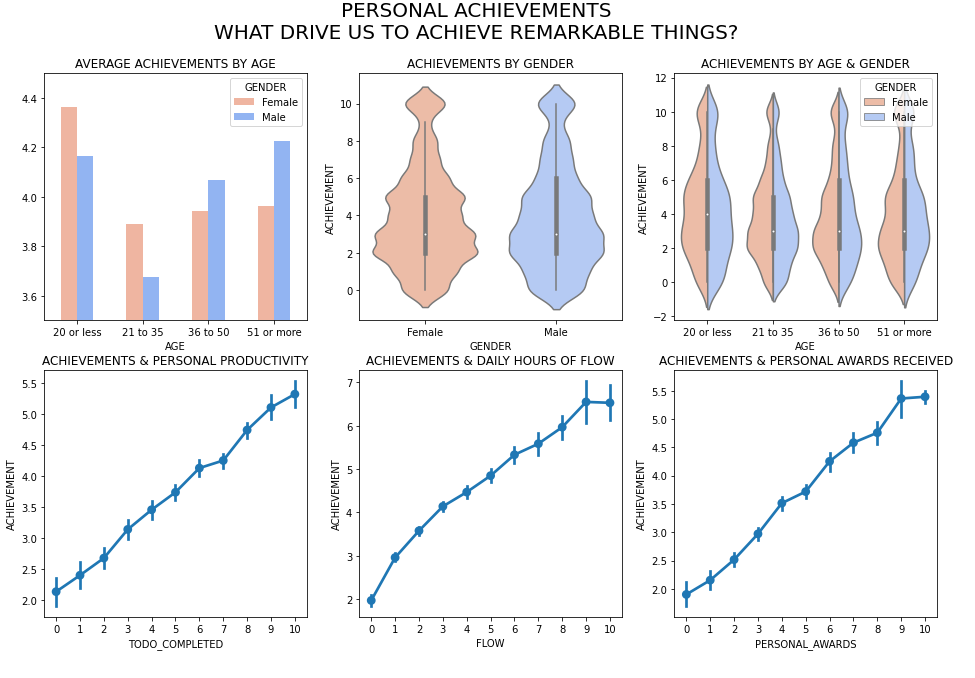 PERSONAL ACHIEVEMENTS
WHAT DRIVE US TO ACHIEVE REMARKABLE THINGS?
AVERAGE ACHIEVEMENTS BY AGE
GENDER
Female
Male
4.4
4.2
4.0
3.8
3.6
20 or less
21 to 35
36 to 50
51 or more
AGE
ACHIEVEMENTS BY GENDER
ACHIEVEMENT
10
8
6
4
2
0
Female
Male
GENDER
ACHIEVEMENTS BY AGE & GENDER
GENDER
Female
Male
ACHIEVEMENT
12
10
8
6
4
2
0
−2
20 or less
21 to 35
36 to 50
51 or more
AGE
ACHIEVEMENTS & PERSONAL PRODUCTIVITY
ACHIEVEMENT
5.5
5.0
4.5
4.0
3.5
3.0
2.5
2.0
0 1 2 3 4 5 6 7 8 9 10
TODO_COMPLETED
ACHIEVEMENTS & DAILY HOURS OF FLOW
ACHIEVEMENT
7
6
5
4
3
2
0 1 2 3 4 5 6 7 8 9 10
FLOW
ACHIEVEMENTS & PERSONAL AWARDS RECEIVED
ACHIEVEMENT
5.5
5.0
4.5
4.0
3.5
3.0
2.5
2.0
0 1 2 3 4 5 6 7 8 9 10
PERSONAL_AWARDS